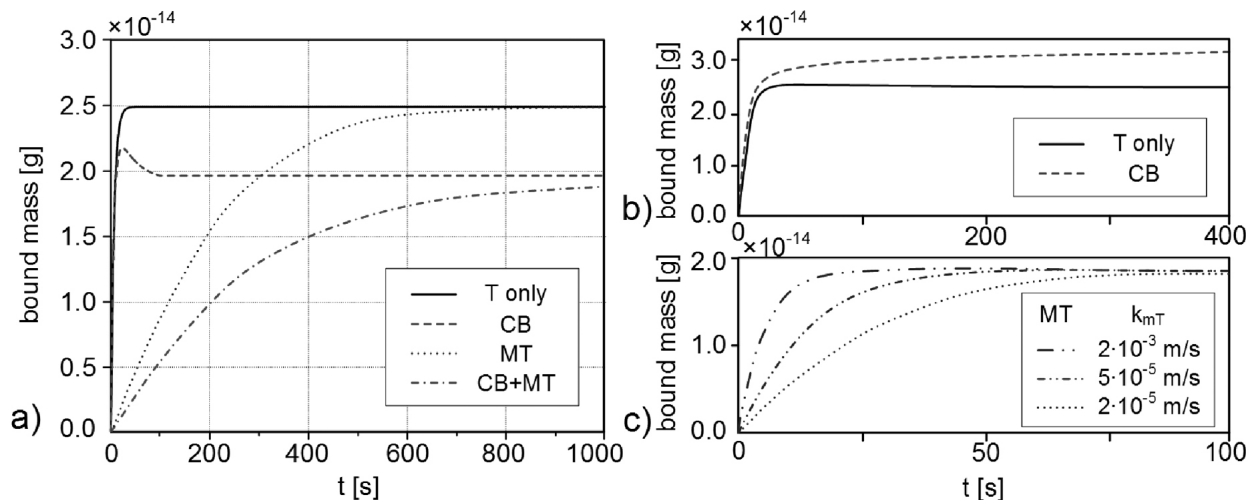 ×10⁻¹⁴
3.0
2.5
2.0
1.5
1.0
0.5
0.0
bound mass [g]
0
200
400
600
800
1000
t [s]
T only
CB
MT
CB+MT
a)
×10⁻¹⁴
3.0
2.0
1.0
0.0
bound mass [g]
0
200
400
T only
CB
b)
×10⁻¹⁴
2.0
1.0
0.0
bound mass [g]
0
50
100
t [s]
MT kₘT
2·10⁻³ m/s
5·10⁻⁵ m/s
2·10⁻⁵ m/s
c)